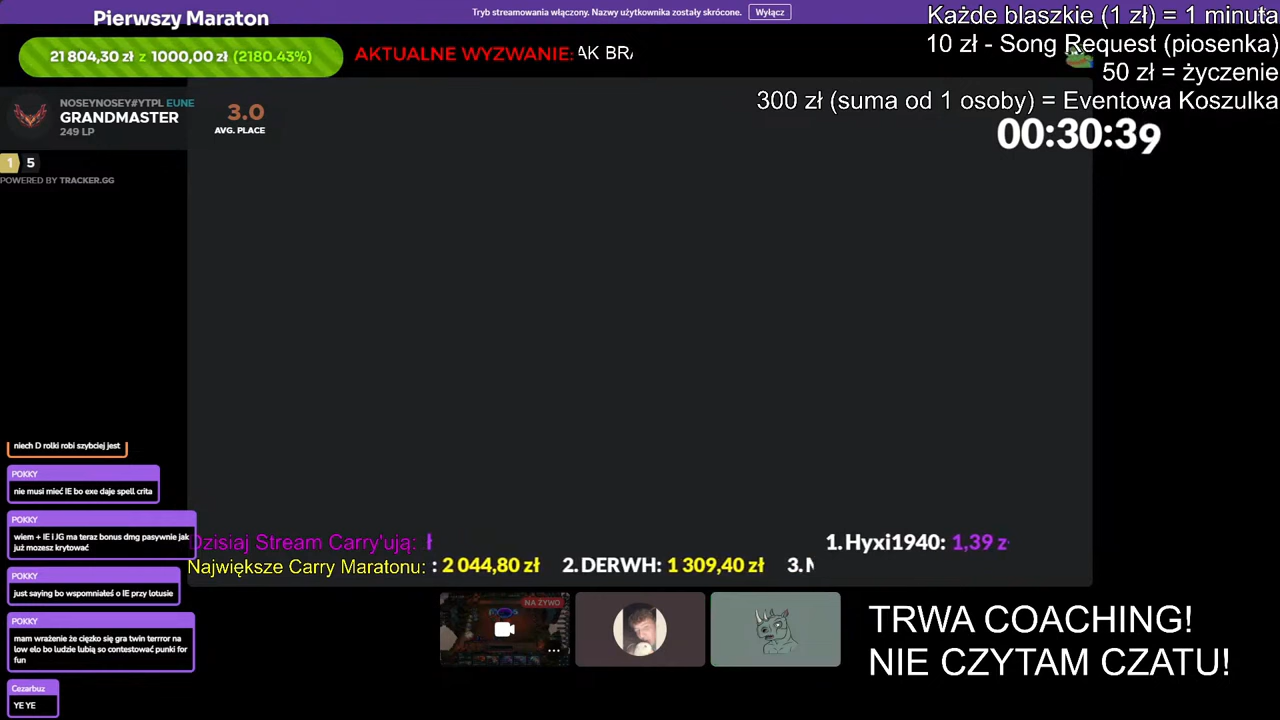 Pierwszy Maraton
Tryb streamowania włączony. Nazwy użytkownika zostały skrócone.
Wyłącz
Każde blaszkie (1 zł) = 1 minuta
10 zł - Song Request (piosenka)
50 zł = życzenie
300 zł (suma od 1 osoby) = Eventowa Koszulka
00:30:39
21 804,30 zł z 1000,00 zł (2180.43%)
AKTUALNE WYZWANIE:
NOSEYNOSEY#YTPL EUNE
GRANDMASTER
249 LP
3.0
AVG. PLACE
1 5
POWERED BY TRACKER.GG
niech D rolki robi szybciej jest
POKKY
nie musi mieć IE bo exe daje spell crita
POKKY
wiem + IE i JG ma teraz bonus dmg pasywnie jak
już mozesz krytować
POKKY
just saying bo wspomniałeś o IE przy lotusie
POKKY
mam wrażenie że cięzko się gra twin terrror na
low elo bo ludzie lubią so contestować punki for
fun
Cezarbuz
YE YE
Dzisiaj Stream Carry'ują: ł
1. Hyxi1940: 1,39 z
Największe Carry Maratonu: : 2 044,80 zł 2. DERWH: 1 309,40 zł 3.
NA ŻYWO
TRWA COACHING!
NIE CZYTAM CZATU!